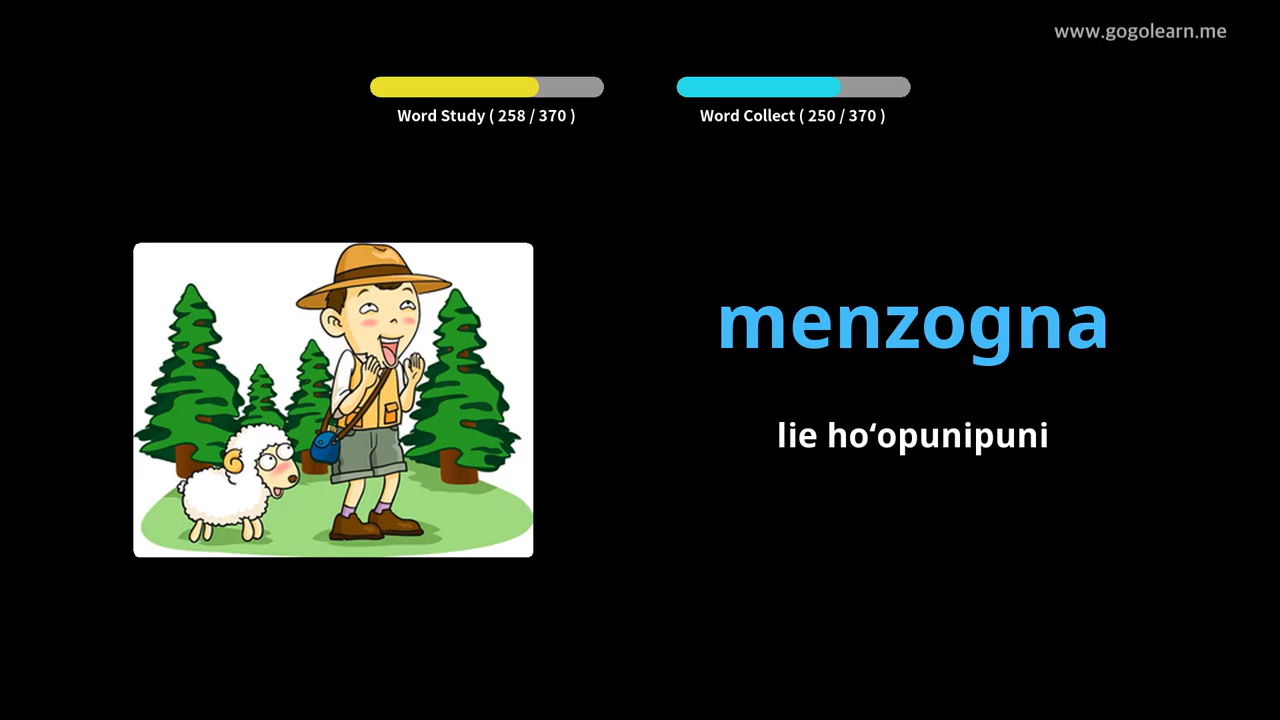 www.gogolearn.me
Word Study ( 258 / 370 )
Word Collect ( 250 / 370 )
menzogna
lie hoʻopunipuni